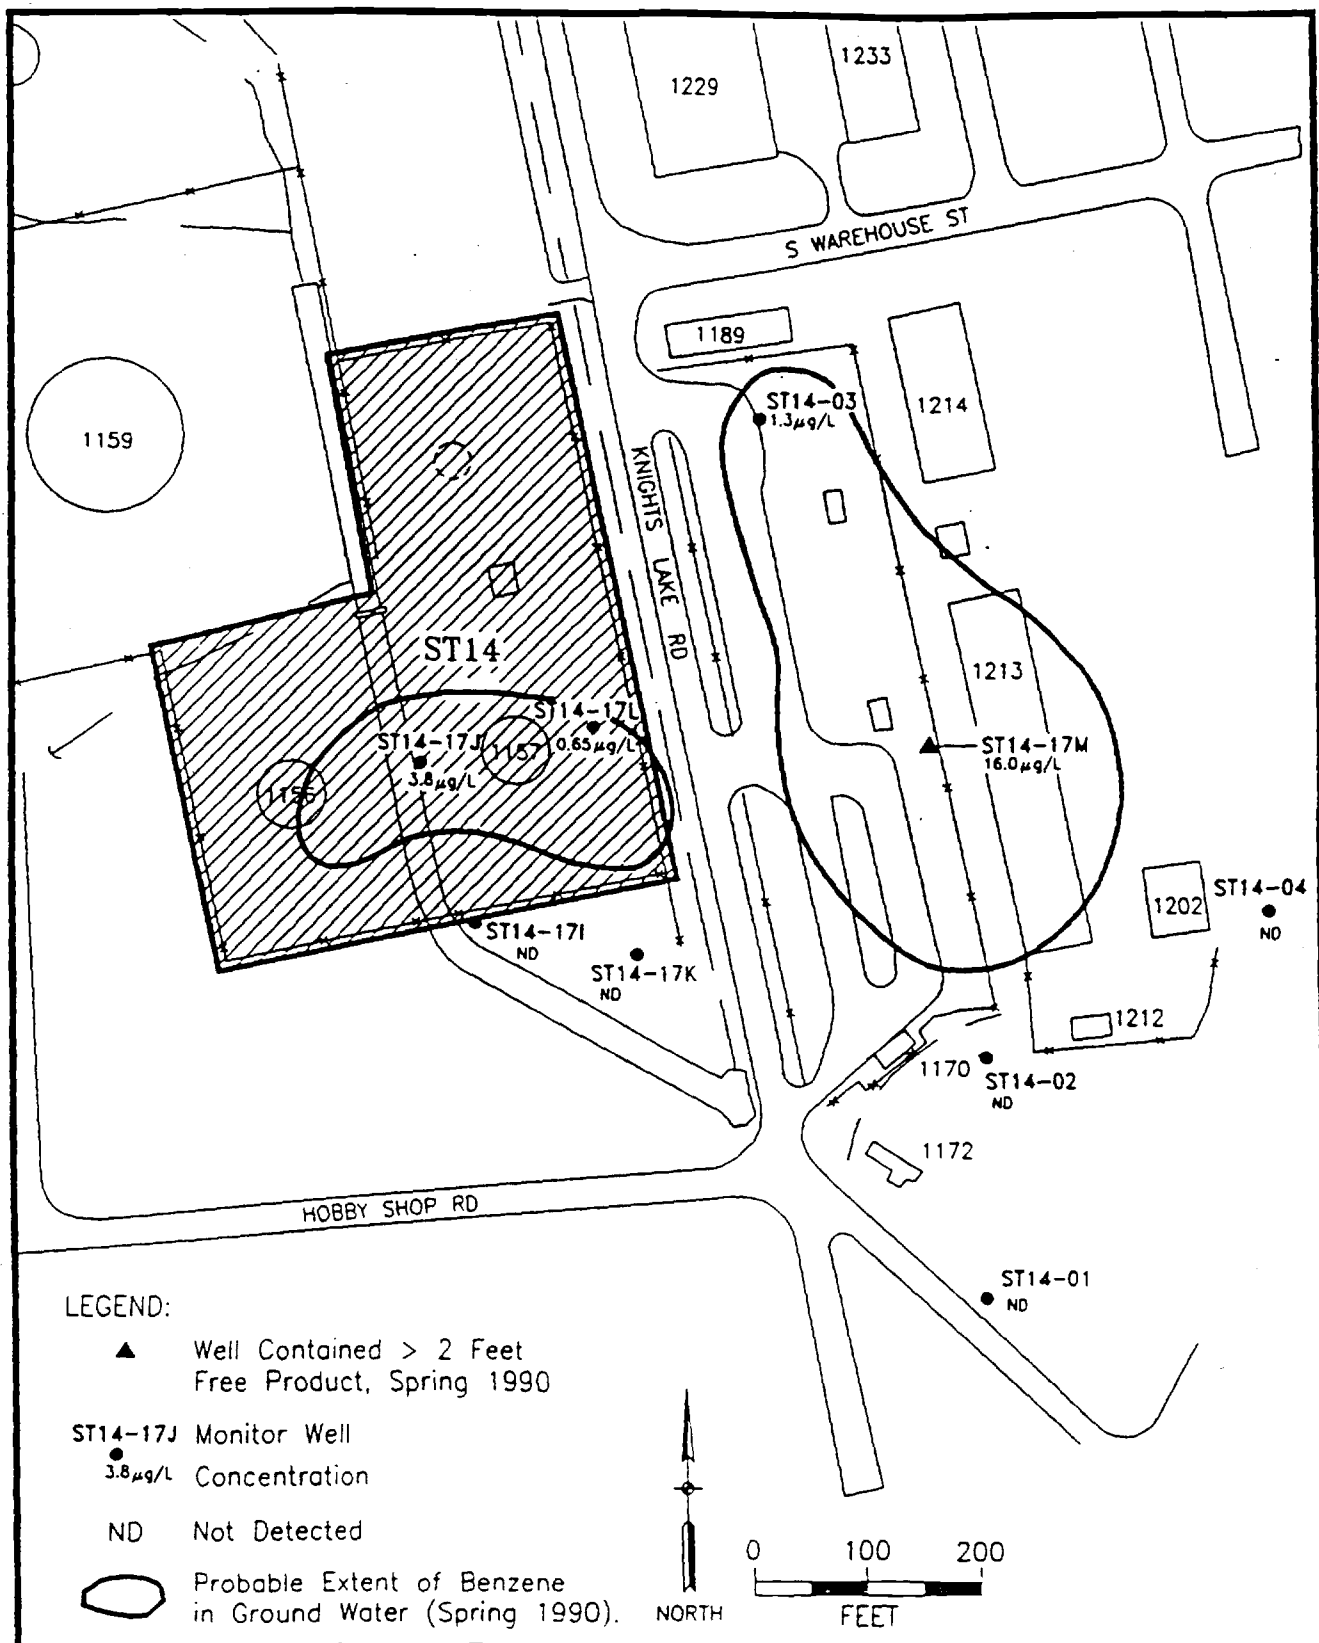 1233
1229
S WAREHOUSE ST
1189
1214
1159
ST14-03
1.3µg/L
KNIGHTS LAKE RD
ST14
1213
ST14-17L
0.65µg/L
ST14-17J
3.8µg/L
1157
1156
ST14-17M
16.0µg/L
ST14-04
ND
1202
ST14-17I
ND
ST14-17K
ND
1212
1170
ST14-02
ND
1172
HOBBY SHOP RD
ST14-01
ND
LEGEND:
Well Contained > 2 Feet
Free Product, Spring 1990
ST14-17J Monitor Well
3.8µg/L Concentration
ND Not Detected
Probable Extent of Benzene
in Ground Water (Spring 1990).
NORTH
0 100 200
FEET